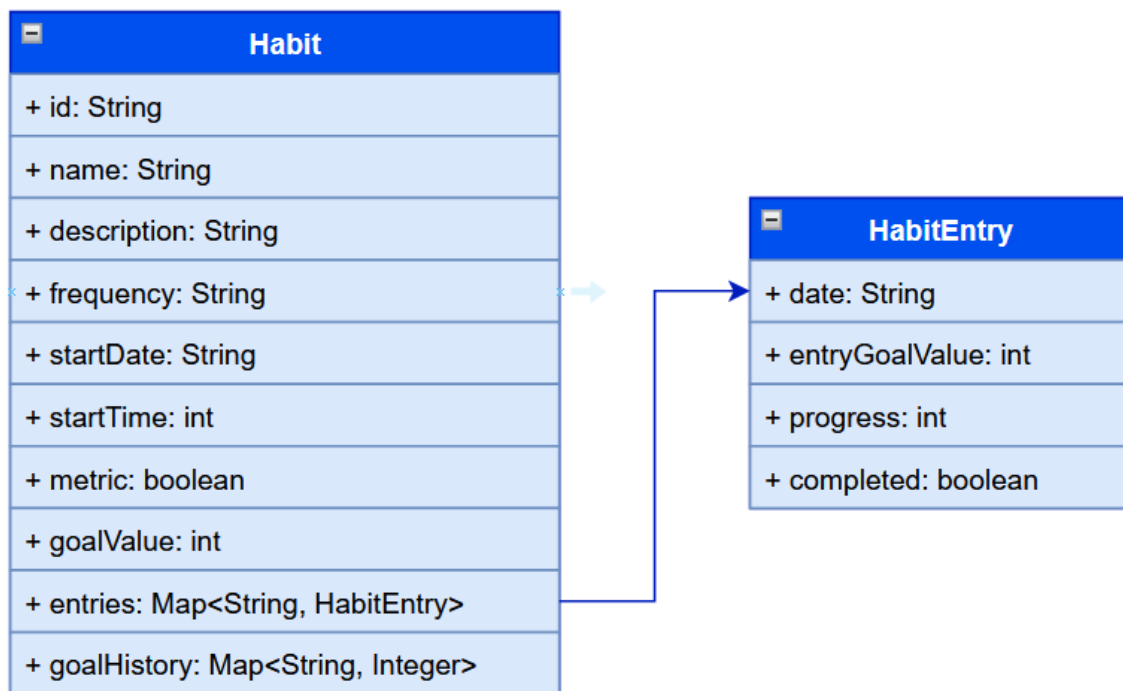 Habit
+ id: String
+ name: String
+ description: String
+ frequency: String
+ startDate: String
+ startTime: int
+ metric: boolean
+ goalValue: int
+ entries: Map<String, HabitEntry>
+ goalHistory: Map<String, Integer>
HabitEntry
+ date: String
+ entryGoalValue: int
+ progress: int
+ completed: boolean